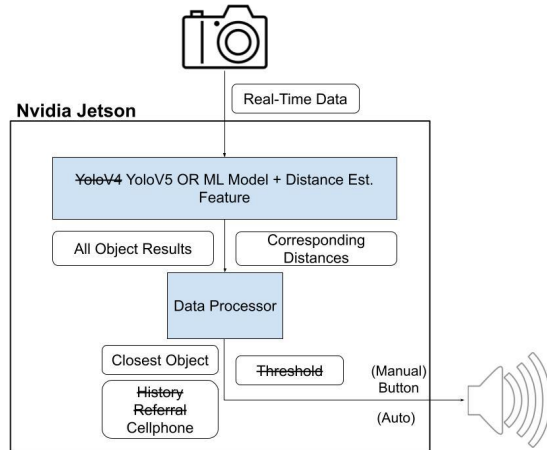 Real-Time Data
Nvidia Jetson
YoloV4 YoloV5 OR ML Model + Distance Est.
Feature
All Object Results
Corresponding
Distances
Data Processor
Closest Object
Threshold
(Manual)
Button
History
Referral
Cellphone
(Auto)